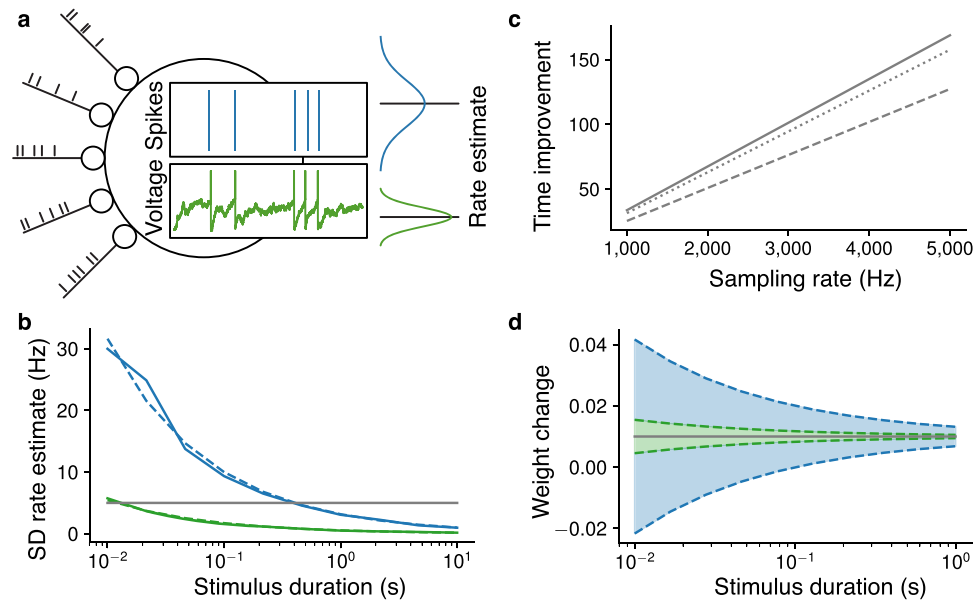 a
Spikes
Voltage
Rate estimate
c
Time improvement
150
100
50
1,000 2,000 3,000 4,000 5,000
Sampling rate (Hz)
b
SD rate estimate (Hz)
30
20
10
0
10⁻² 10⁻¹ 10⁰ 10¹
Stimulus duration (s)
d
Weight change
0.04
0.02
0.00
−0.02
10⁻² 10⁻¹ 10⁰
Stimulus duration (s)